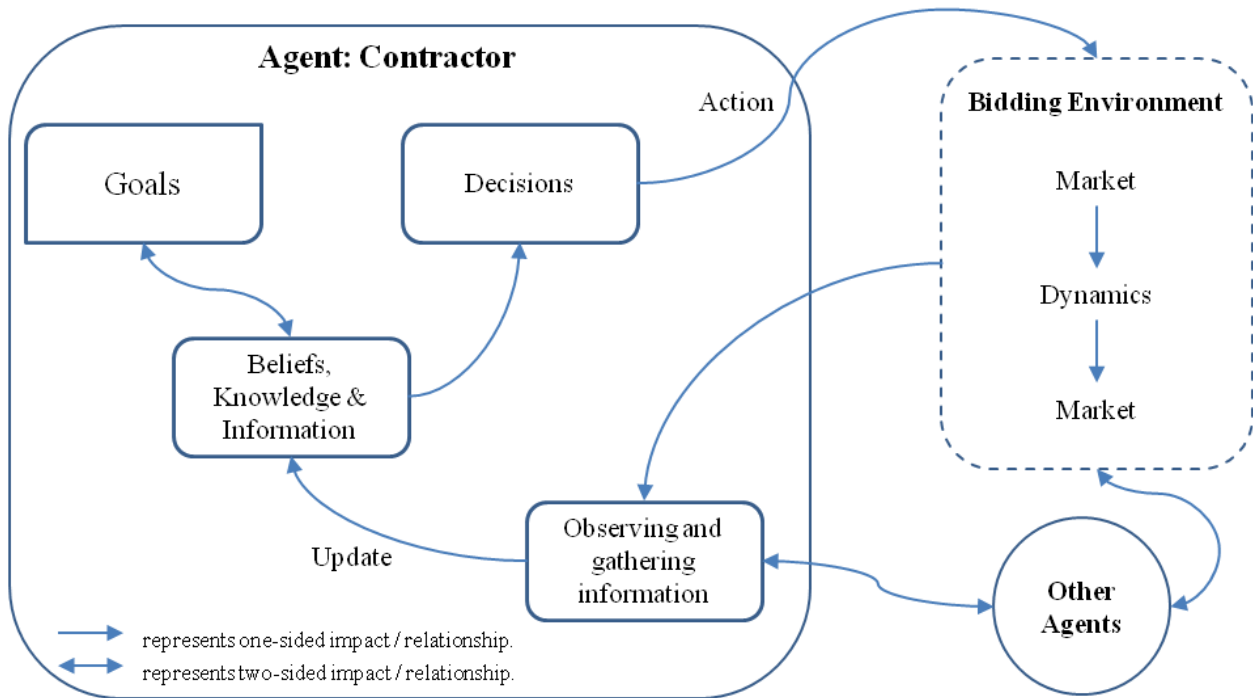 Agent: Contractor
Action
Bidding Environment
Goals
Decisions
Market
Dynamics
Market
Beliefs,
Knowledge &
Information
Update
Observing and
gathering
information
Other
Agents
represents one-sided impact / relationship.
represents two-sided impact / relationship.